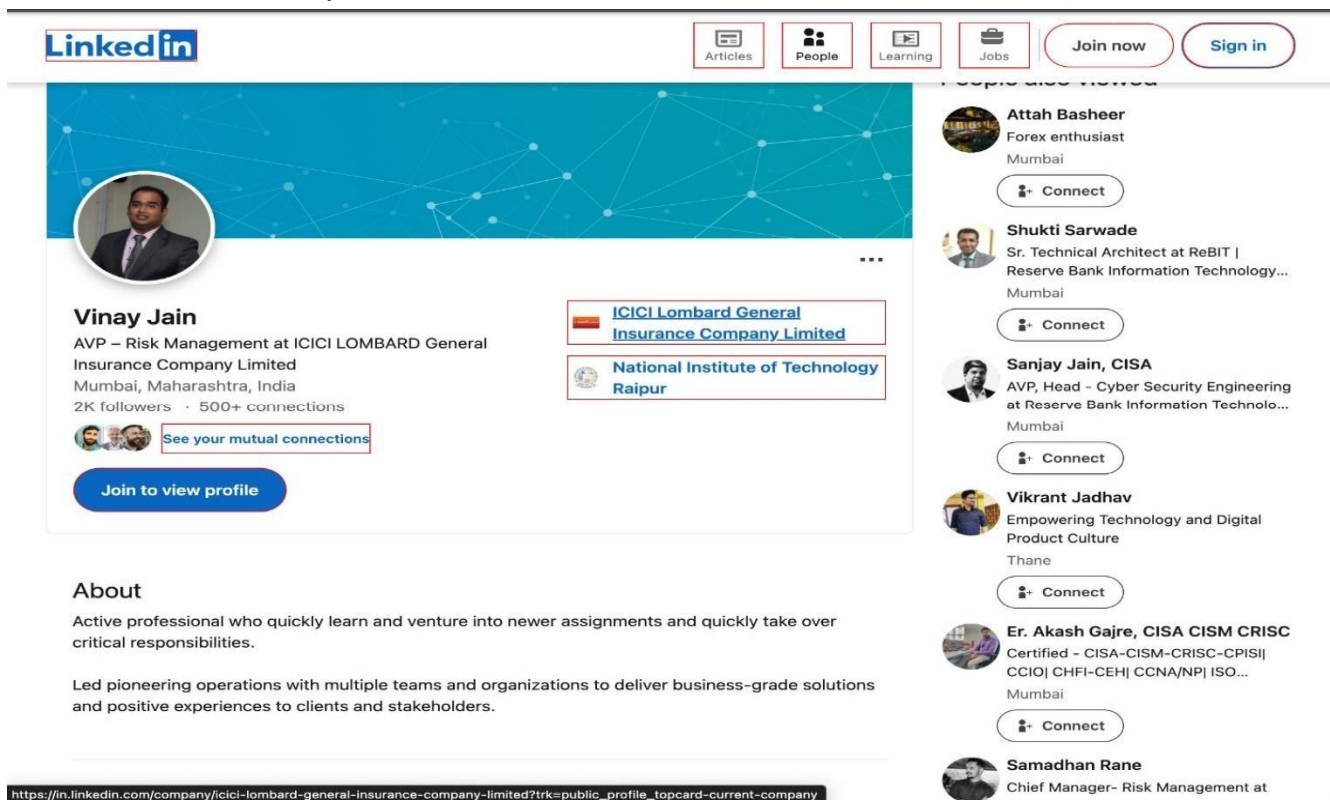 Linked in
Articles
People
Learning
Jobs
Join now
Sign in
Vinay Jain
AVP – Risk Management at ICICI LOMBARD General
Insurance Company Limited
Mumbai, Maharashtra, India
2K followers · 500+ connections
See your mutual connections
Join to view profile
ICICI Lombard General
Insurance Company Limited
National Institute of Technology
Raipur
About
Active professional who quickly learn and venture into newer assignments and quickly take over
critical responsibilities.
Led pioneering operations with multiple teams and organizations to deliver business-grade solutions
and positive experiences to clients and stakeholders.
People also viewed
Attah Basheer
Forex enthusiast
Mumbai
Connect
Shukti Sarwade
Sr. Technical Architect at ReBIT |
Reserve Bank Information Technology...
Mumbai
Connect
Sanjay Jain, CISA
AVP, Head - Cyber Security Engineering
at Reserve Bank Information Technolo...
Mumbai
Connect
Vikrant Jadhav
Empowering Technology and Digital
Product Culture
Thane
Connect
Er. Akash Gajre, CISA CISM CRISC
Certified - CISA-CISM-CRISC-CPISI|
CCIO| CHFI-CEH| CCNA/NP| ISO...
Mumbai
Connect
Samadhan Rane
Chief Manager- Risk Management at
https://in.linkedin.com/company/icici-lombard-general-insurance-company-limited?trk=public_profile_topcard-current-company